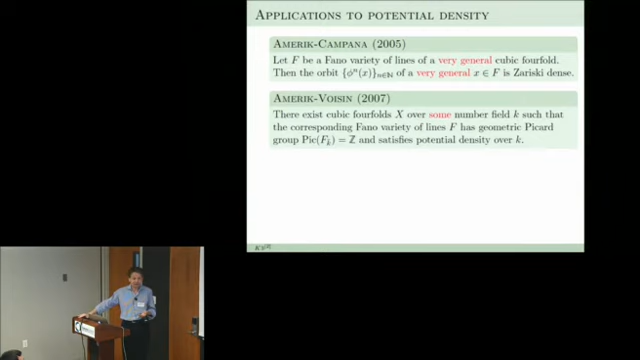 Applications to potential density
Amerik-Campana (2005)
Let F be a Fano variety of lines of a very general cubic fourfold.
Then the orbit {ϕⁿ(x)}ₙ∈ℕ of a very general x ∈ F is Zariski dense.
Amerik-Voisin (2007)
There exist cubic fourfolds X over some number field k such that
the corresponding Fano variety of lines F has geometric Picard
group Pic(F_k̄) = ℤ and satisfies potential density over k.